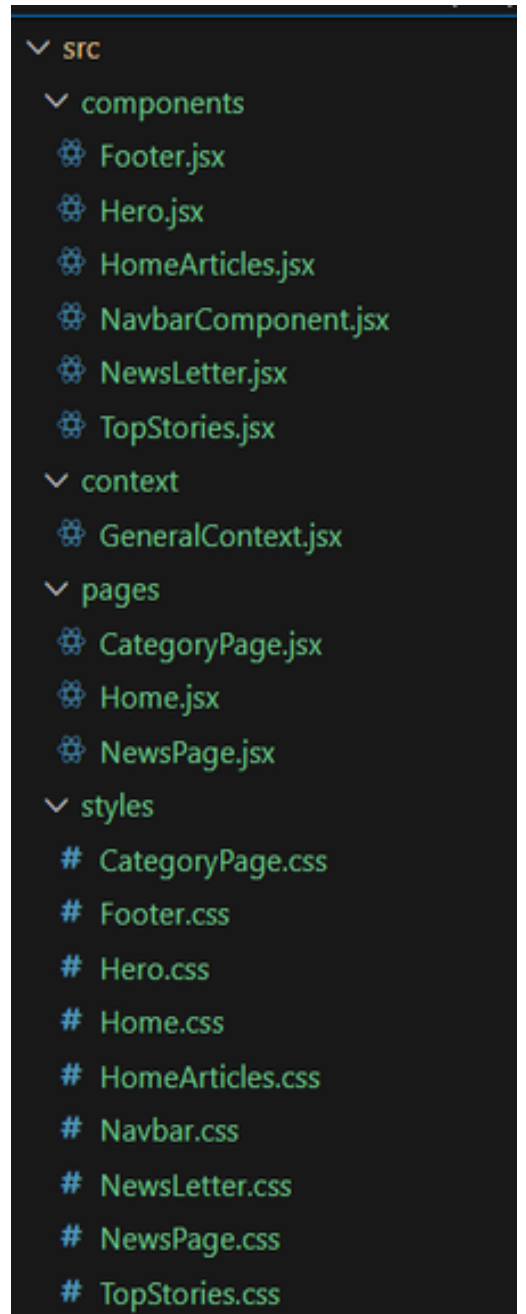 src
components
Footer.jsx
Hero.jsx
HomeArticles.jsx
NavbarComponent.jsx
NewsLetter.jsx
TopStories.jsx
context
GeneralContext.jsx
pages
CategoryPage.jsx
Home.jsx
NewsPage.jsx
styles
# CategoryPage.css
# Footer.css
# Hero.css
# Home.css
# HomeArticles.css
# Navbar.css
# NewsLetter.css
# NewsPage.css
# TopStories.css